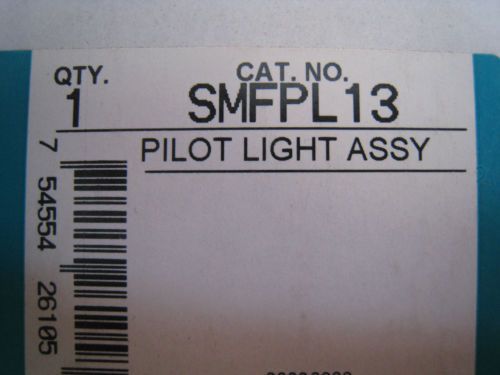 QTY.
CAT. NO.
1
SMFPL13
PILOT LIGHT ASSY
7 54554 26105